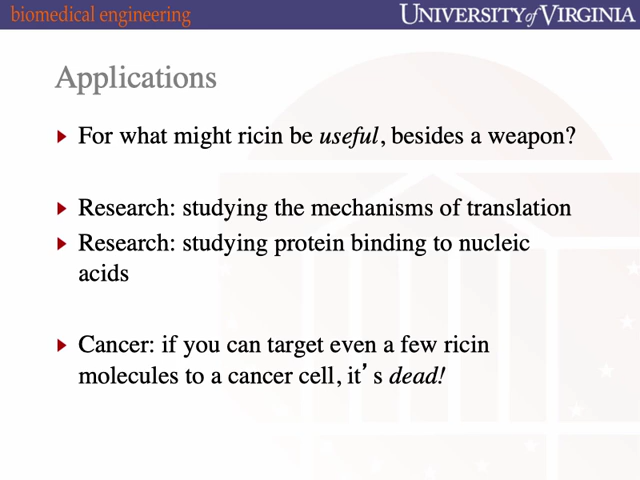 biomedical engineering
UNIVERSITY of VIRGINIA
Applications
For what might ricin be useful, besides a weapon?
Research: studying the mechanisms of translation
Research: studying protein binding to nucleic
acids
Cancer: if you can target even a few ricin
molecules to a cancer cell, it’s dead!